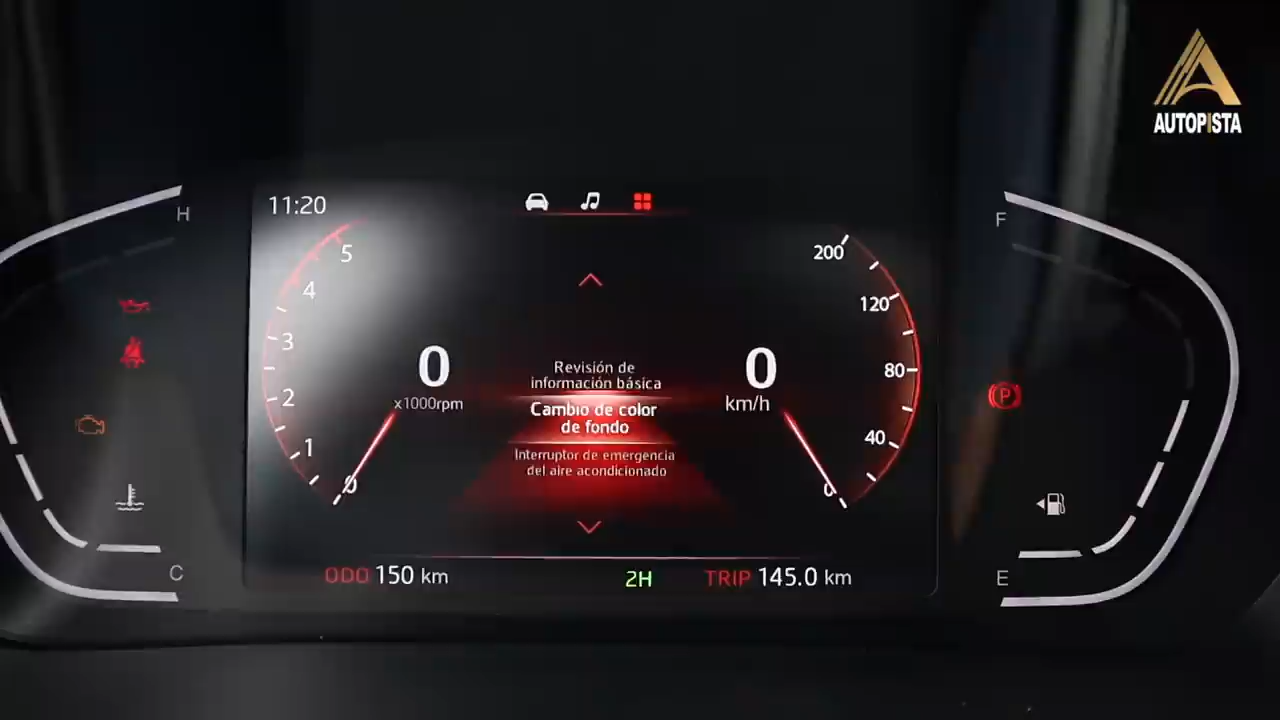 AUTOPISTA
11:20
H
F
5
4
3
2
1
0
200
120
80
40
0
0
x1000rpm
0
km/h
Revisión de
información básica
Cambio de color
de fondo
Interruptor de emergencia
del aire acondicionado
P
C
E
ODO 150 km
2H
TRIP 145.0 km